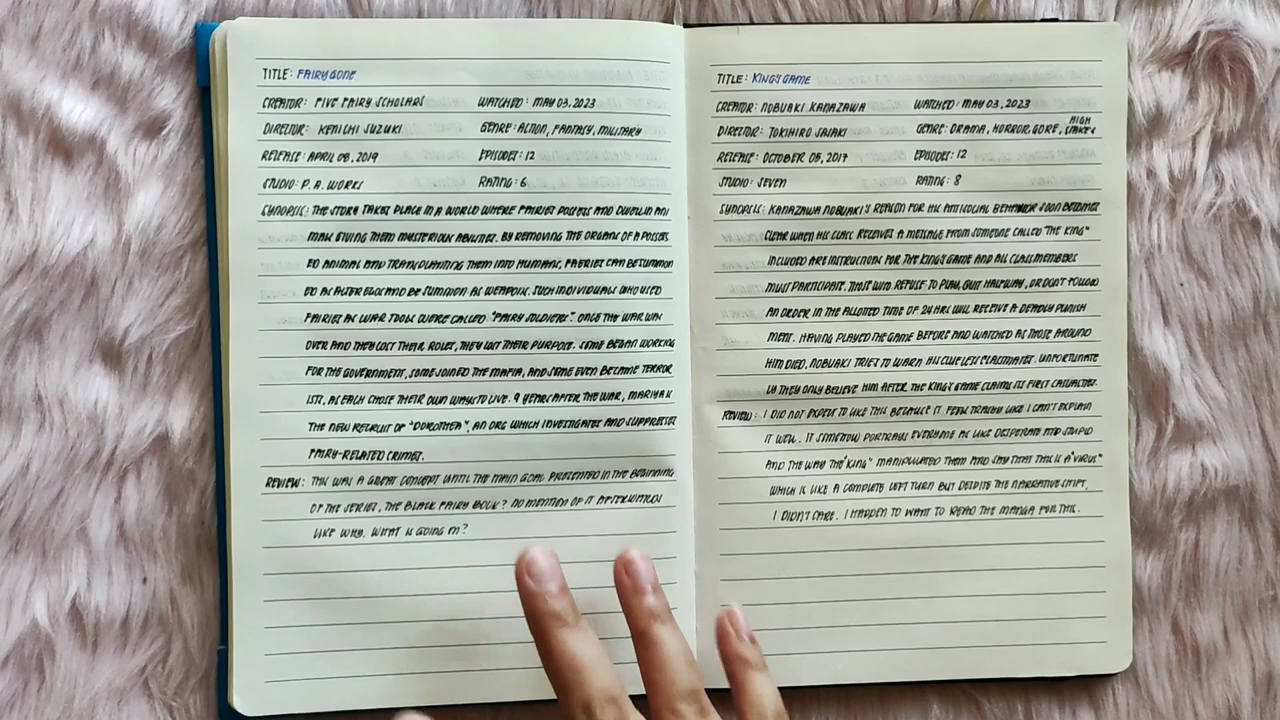 TITLE: FAIRY GONE
CREATOR: FIVE FAIRY SCHOLARS WATCHED: MAY 03, 2023
DIRECTOR: KENICHI SUZUKI GENRE: ACTION, FANTASY, MILITARY
RELEASE: APRIL 08, 2019 EPISODES: 12
STUDIO: P.A. WORKS RATING: 6
SYNOPSIS: THE STORY TAKES PLACE IN A WORLD WHERE FAIRIES POSSESS AND DWELL IN ANI
MALS GIVING THEM MYSTERIOUS ABILITIES. BY REMOVING THE ORGANS OF A POSSESS
ED ANIMAL AND TRANSPLANTING THEM INTO HUMANS, FAERIES CAN BE SUMMON
ED AS ALTER EGOS AND BE SUMMON AS WEAPONS. SUCH INDIVIDUALS WHO USED
FAIRIES AS WAR TOOLS WERE CALLED "FAIRY SOLDIERS". ONCE THE WAR WAS
OVER AND THEY LOST THEIR ROLES, THEY LOST THEIR PURPOSE. SOME BEGAN WORKING
FOR THE GOVERNMENT, SOME JOINED THE MAFIA, AND SOME EVEN BECAME TERROR
ISTS, AS EACH CHOSE THEIR OWN WAYS TO LIVE. 9 YEARS AFTER THE WAR, MARIYA IS
THE NEW RECRUIT OF "DOROTHEA", AN ORG WHICH INVESTIGATES AND SUPPRESSES
FAIRY-RELATED CRIMES.
REVIEW: THIS WAS A GREAT CONCEPT UNTIL THE MAIN GOAL PRESENTED IN THE BEGINNING
OF THE SERIES, THE BLACK FAIRY BOOK? NO MENTION OF IT AFTERWARDS
LIKE WHY. WHAT IS GOING ON?
TITLE: KING'S GAME
CREATOR: NOBUAKI KANAZAWA WATCHED: MAY 03, 2023
DIRECTOR: TOKIHIRO SASAKI GENRE: DRAMA, HORROR, GORE, HIGH STAKES
RELEASE: OCTOBER 05, 2017 EPISODES: 12
STUDIO: SEVEN RATING: 8
SYNOPSIS: KANAZAWA NOBUAKI'S REASON FOR HIS ANTISOCIAL BEHAVIOR SOON BECOMES
CLEAR WHEN HIS CLASS RECEIVES A MESSAGE FROM SOMEONE CALLED "THE KING"
INCLUDED ARE INSTRUCTIONS FOR THE KING'S GAME AND ALL CLASS MEMBERS
MUST PARTICIPATE. THOSE WHO REFUSE TO PLAY, QUIT HALFWAY, OR DON'T FOLLOW
AN ORDER IN THE ALLOTTED TIME OF 24 HRS WILL RECEIVE A DEADLY PUNISH
MENT. HAVING PLAYED THE GAME BEFORE AND WATCHED AS THOSE AROUND
HIM DIED, NOBUAKI TRIES TO WARN HIS CLUELESS CLASSMATES. UNFORTUNATE
LY THEY ONLY BELIEVE HIM AFTER THE KING'S GAME CLAIMS ITS FIRST CASUALTIES.
REVIEW: I DID NOT EXPECT TO LIKE THIS BECAUSE IT FEELS TRASHY LIKE I CAN'T EXPLAIN
IT WELL. IT SOMEHOW PORTRAYS EVERYONE AS LIKE DESPERATE AND STUPID
AND THE WAY THE "KING" MANIPULATED THEM AND SAY THAT THIS IS A "VIRUS"
WHICH IS LIKE A COMPLETE LEFT TURN BUT DESPITE THE NARRATIVE SHIFT,
I DIDN'T CARE. I HAPPEN TO WANT TO READ THE MANGA FOR THIS.